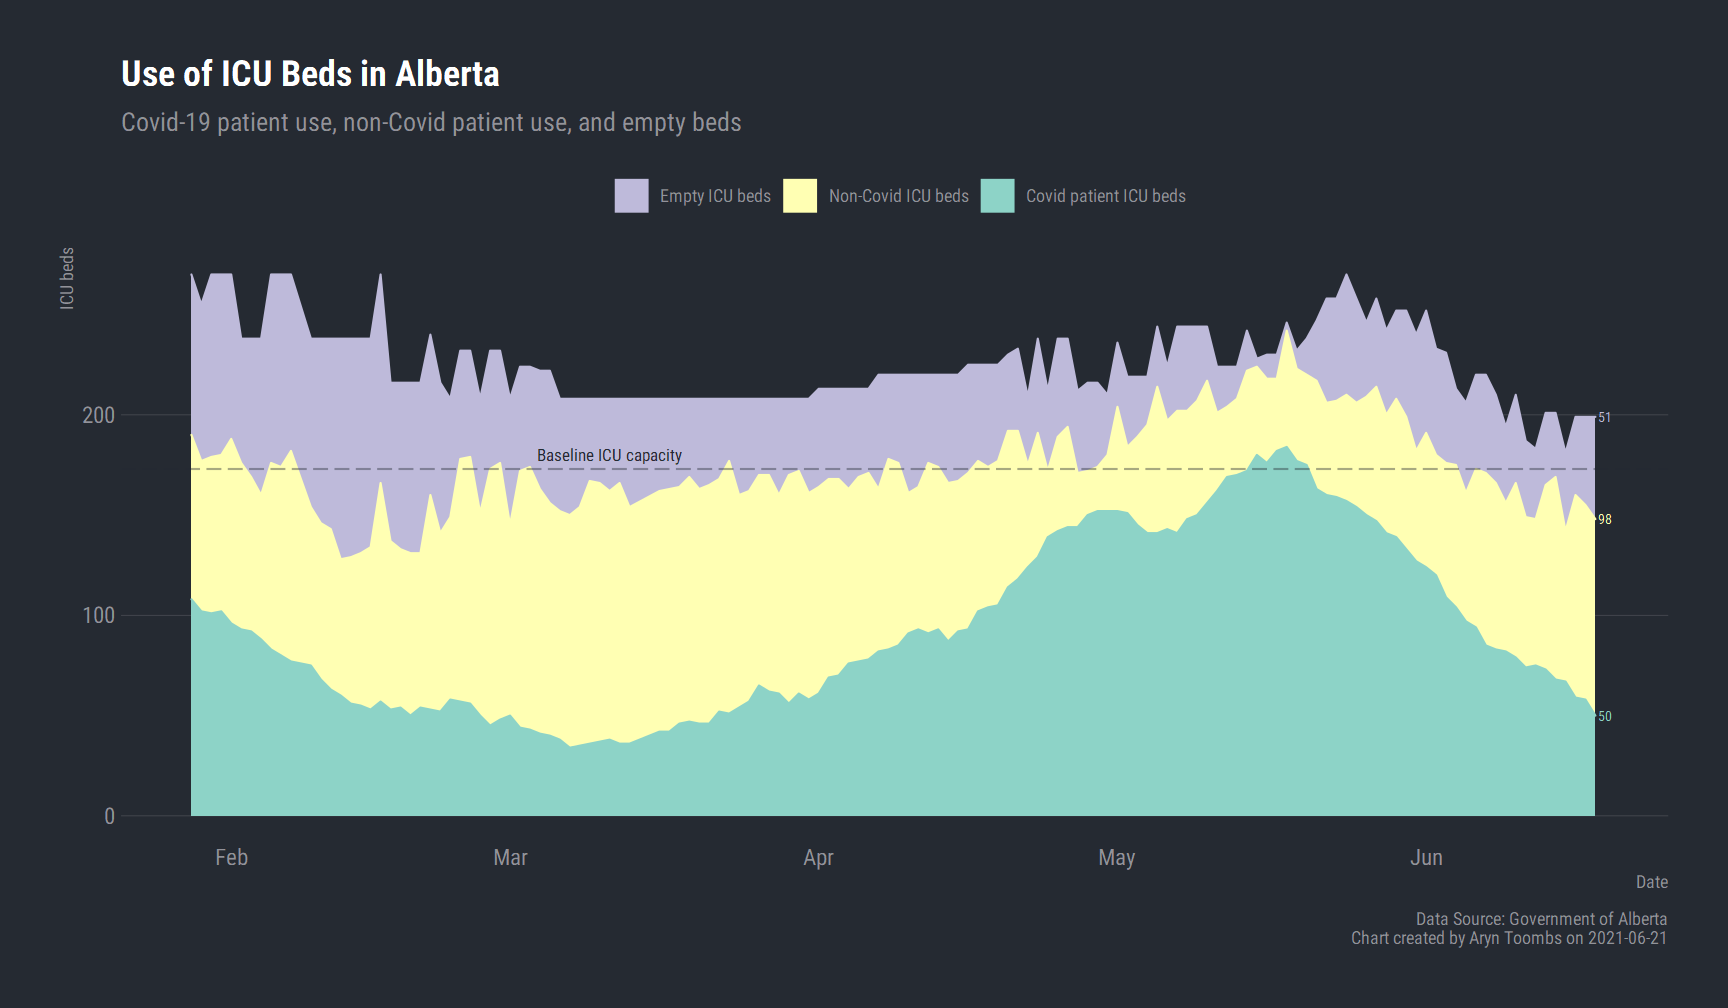 Use of ICU Beds in Alberta
Covid-19 patient use, non-Covid patient use, and empty beds
Empty ICU beds Non-Covid ICU beds Covid patient ICU beds
ICU beds
200
51
Baseline ICU capacity
98
100
50
0
Feb Mar Apr May Jun
Date
Data Source: Government of Alberta
Chart created by Aryn Toombs on 2021-06-21